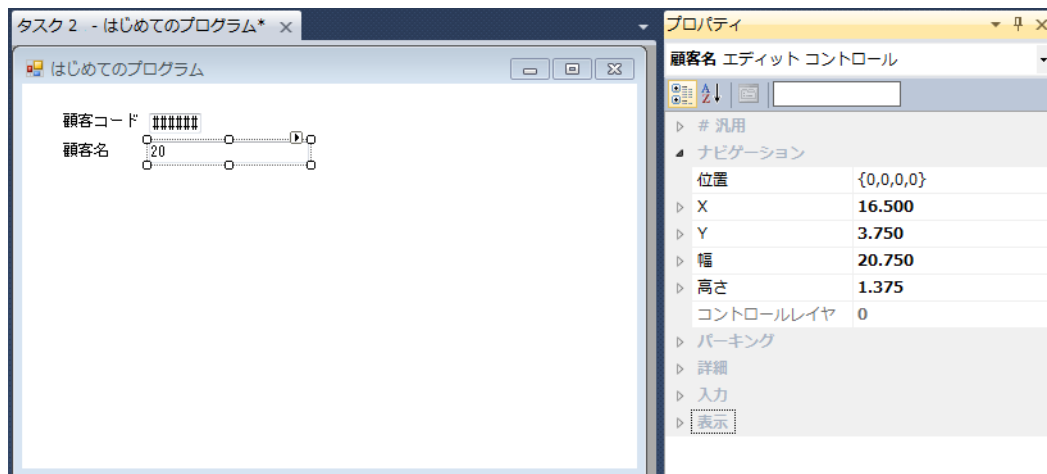 タスク 2 - はじめてのプログラム*
はじめてのプログラム
顧客コード ######
顧客名 20
プロパティ
顧客名 エディット コントロール
# 汎用
ナビゲーション
位置 {0,0,0,0}
X 16.500
Y 3.750
幅 20.750
高さ 1.375
コントロールレイヤ 0
パーキング
詳細
入力
表示